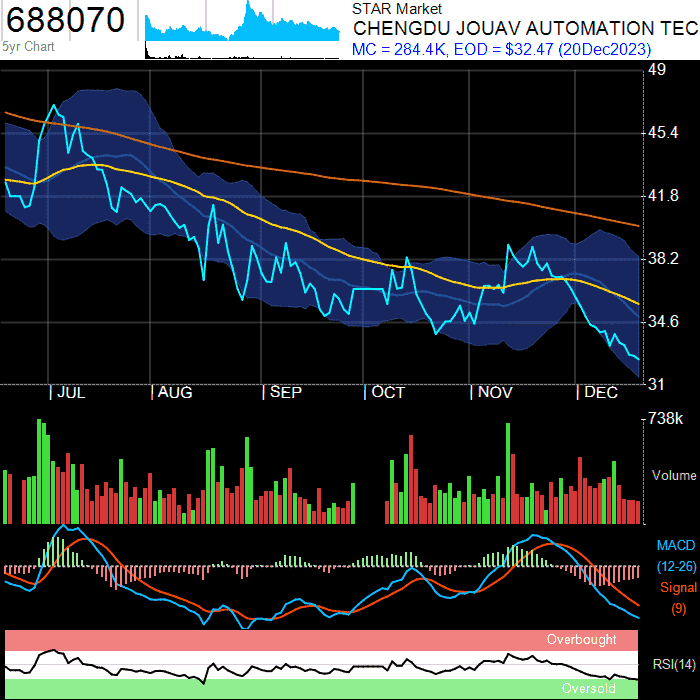 688070
5yr Chart
STAR Market
CHENGDU JOUAV AUTOMATION TEC
MC = 284.4K, EOD = $32.47 (20Dec2023)
49
45.4
41.8
38.2
34.6
31
JUL
AUG
SEP
OCT
NOV
DEC
738k
Volume
MACD
(12-26)
Signal
(9)
Overbought
RSI(14)
Oversold